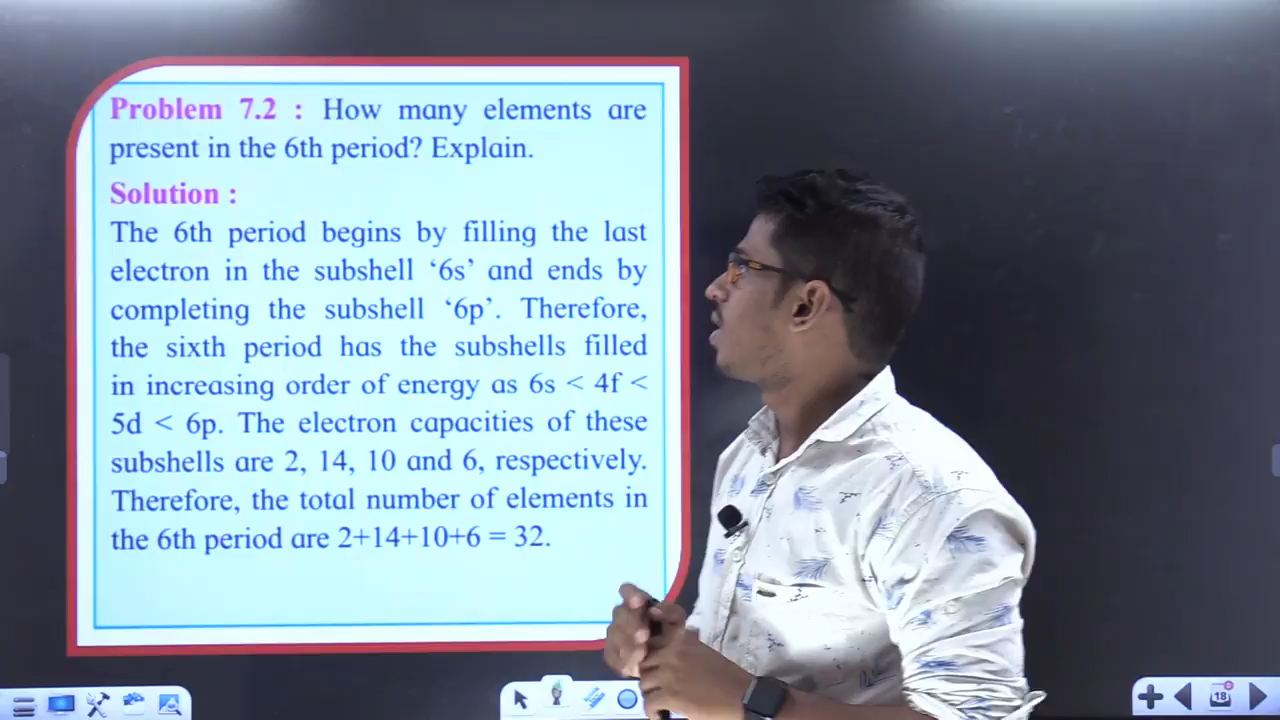 Problem 7.2 : How many elements are
present in the 6th period? Explain.
Solution :
The 6th period begins by filling the last
electron in the subshell ‘6s’ and ends by
completing the subshell ‘6p’. Therefore,
the sixth period has the subshells filled
in increasing order of energy as 6s < 4f <
5d < 6p. The electron capacities of these
subshells are 2, 14, 10 and 6, respectively.
Therefore, the total number of elements in
the 6th period are 2+14+10+6 = 32.
18